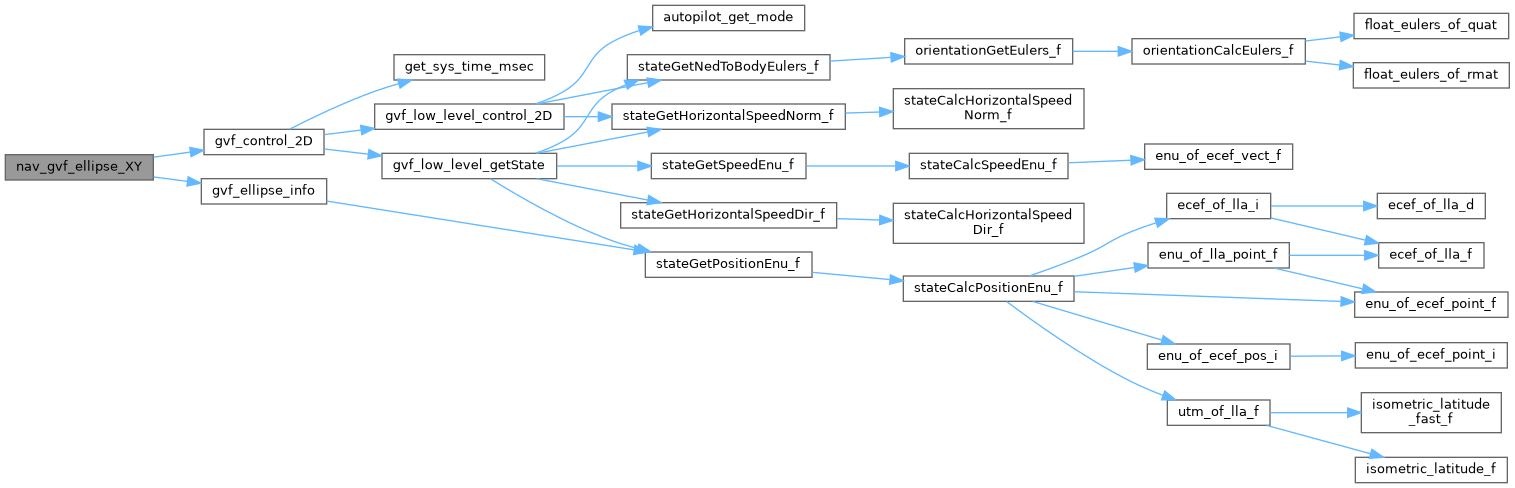 nav_gvf_ellipse_XY
gvf_control_2D
gvf_ellipse_info
get_sys_time_msec
gvf_low_level_control_2D
gvf_low_level_getState
autopilot_get_mode
stateGetNedToBodyEulers_f
stateGetHorizontalSpeedNorm_f
stateGetSpeedEnu_f
stateGetHorizontalSpeedDir_f
stateGetPositionEnu_f
orientationGetEulers_f
stateCalcHorizontalSpeed
Norm_f
stateCalcSpeedEnu_f
stateCalcHorizontalSpeed
Dir_f
stateCalcPositionEnu_f
orientationCalcEulers_f
enu_of_ecef_vect_f
ecef_of_lla_i
enu_of_lla_point_f
enu_of_ecef_pos_i
utm_of_lla_f
float_eulers_of_quat
float_eulers_of_rmat
ecef_of_lla_d
ecef_of_lla_f
enu_of_ecef_point_f
enu_of_ecef_point_i
isometric_latitude
_fast_f
isometric_latitude_f